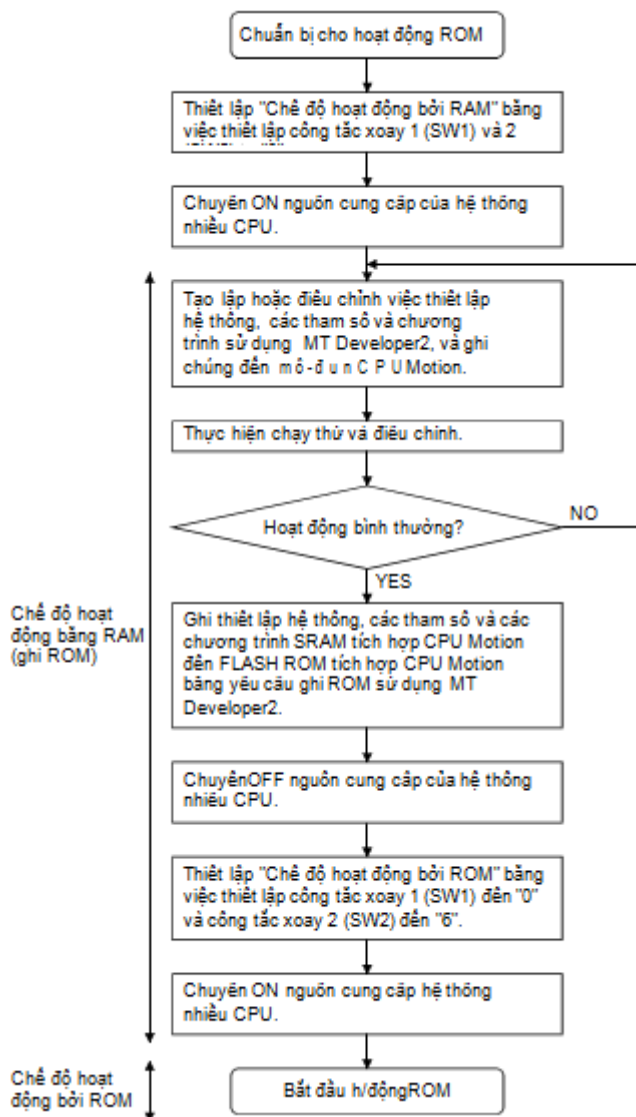 Chuẩn bị cho hoạt động ROM
Thiết lập "Chế độ hoạt động bởi RAM" bằng
việc thiết lập công tắc xoay 1 (SW1) và 2
Chuyển ON nguồn cung cấp của hệ thống
nhiều CPU.
Tạo lập hoặc điều chỉnh việc thiết lập
hệ thống, các tham số và chương
trình sử dụng MT Developer2, và ghi
chúng đến mô-đun CPU Motion.
Thực hiện chạy thử và điều chỉnh.
Hoạt động bình thường?
NO
YES
Chế độ hoạt
động bằng RAM
(ghi ROM)
Ghi thiết lập hệ thống, các tham số và các
chương trình SRAM tích hợp CPU Motion
đến FLASH ROM tích hợp CPU Motion
bằng yêu cầu ghi ROM sử dụng MT
Developer2.
ChuyểnOFF nguồn cung cấp của hệ thống
nhiều CPU.
Thiết lập "Chế độ hoạt động bởi ROM" bằng
việc thiết lập công tắc xoay 1 (SW1) đến "0"
và công tắc xoay 2 (SW2) đến "6".
Chuyển ON nguồn cung cấp hệ thống
nhiều CPU.
Chế độ hoạt
động bởi ROM
Bắt đầu h/độngROM